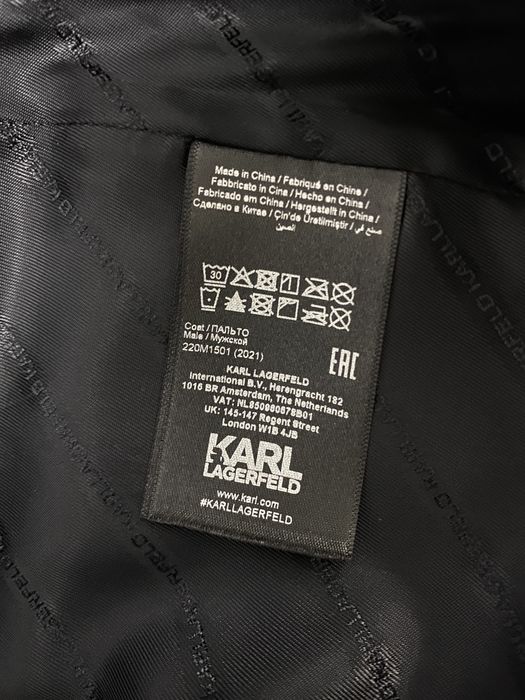 Made in China / Fabriqué en Chine /
Fabbricato in Cina / Hecho en China /
Fabricado em China / Hergestellt in China /
Сделано в Китае / Çin'de Üretilmiştir / صنع في
الصين
30
Coat / ПАЛЬТО
Male / Мужской
220M1501 (2021)
EAC
KARL LAGERFELD
International B.V., Herengracht 182
1016 BR Amsterdam, The Netherlands
VAT: NL850980878B01
UK: 145-147 Regent Street
London W1B 4JB
KARL
LAGERFELD
www.karl.com
#KARLLAGERFELD